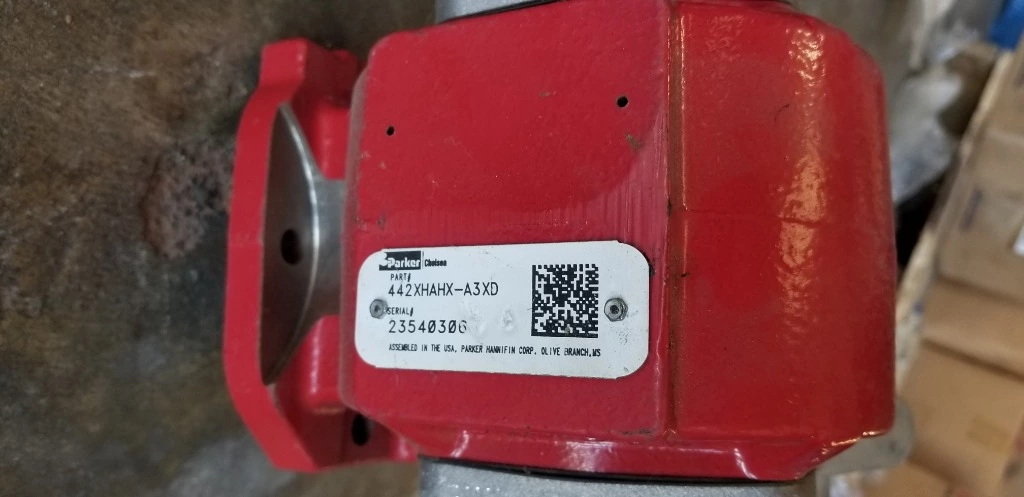 Parker | Chelsea
PART#
442XHAHX-A3XD
SERIAL#
23540306
ASSEMBLED IN THE USA, PARKER HANNIFIN CORP. OLIVE BRANCH, MS